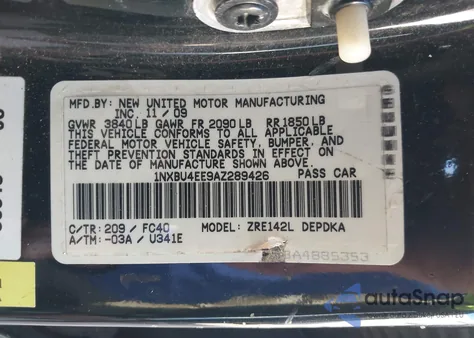 MFD.BY: NEW UNITED MOTOR MANUFACTURING
INC. 11/09
GVWR 3840LB GAWR FR 2090LB RR1850LB
THIS VEHICLE CONFORMS TO ALL APPLICABLE
FEDERAL MOTOR VEHICLE SAFETY, BUMPER, AND
THEFT PREVENTION STANDARDS IN EFFECT ON
THE DATE OF MANUFACTURE SHOWN ABOVE.
1NXBU4EE9AZ289426 PASS CAR
C/TR: 209 / FC40 MODEL: ZRE142L DEPDKA
A/TM: -03A / U341E
BA4885353
autoSnap